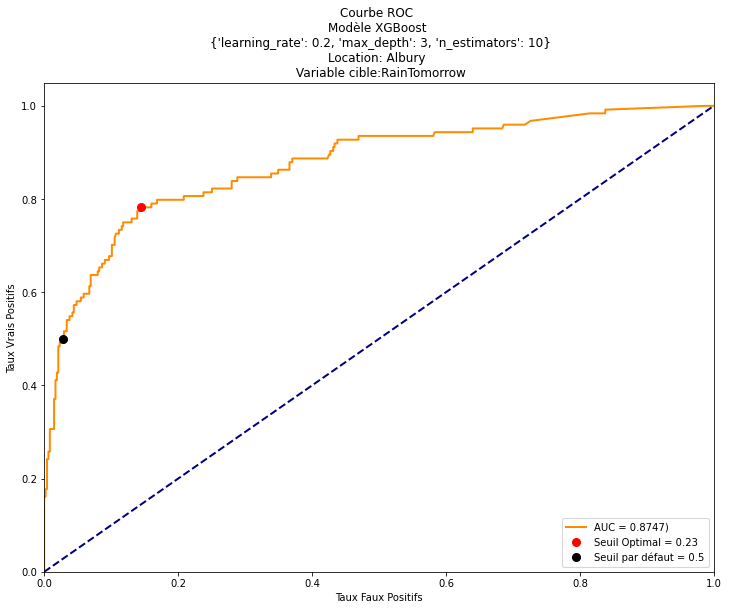 Courbe ROC
Modèle XGBoost
{'learning_rate': 0.2, 'max_depth': 3, 'n_estimators': 10}
Location: Albury
Variable cible:RainTomorrow
1.0
0.8
0.6
0.4
0.2
0.0
Taux Vrais Positifs
0.0 0.2 0.4 0.6 0.8 1.0
Taux Faux Positifs
AUC = 0.8747)
Seuil Optimal = 0.23
Seuil par défaut = 0.5